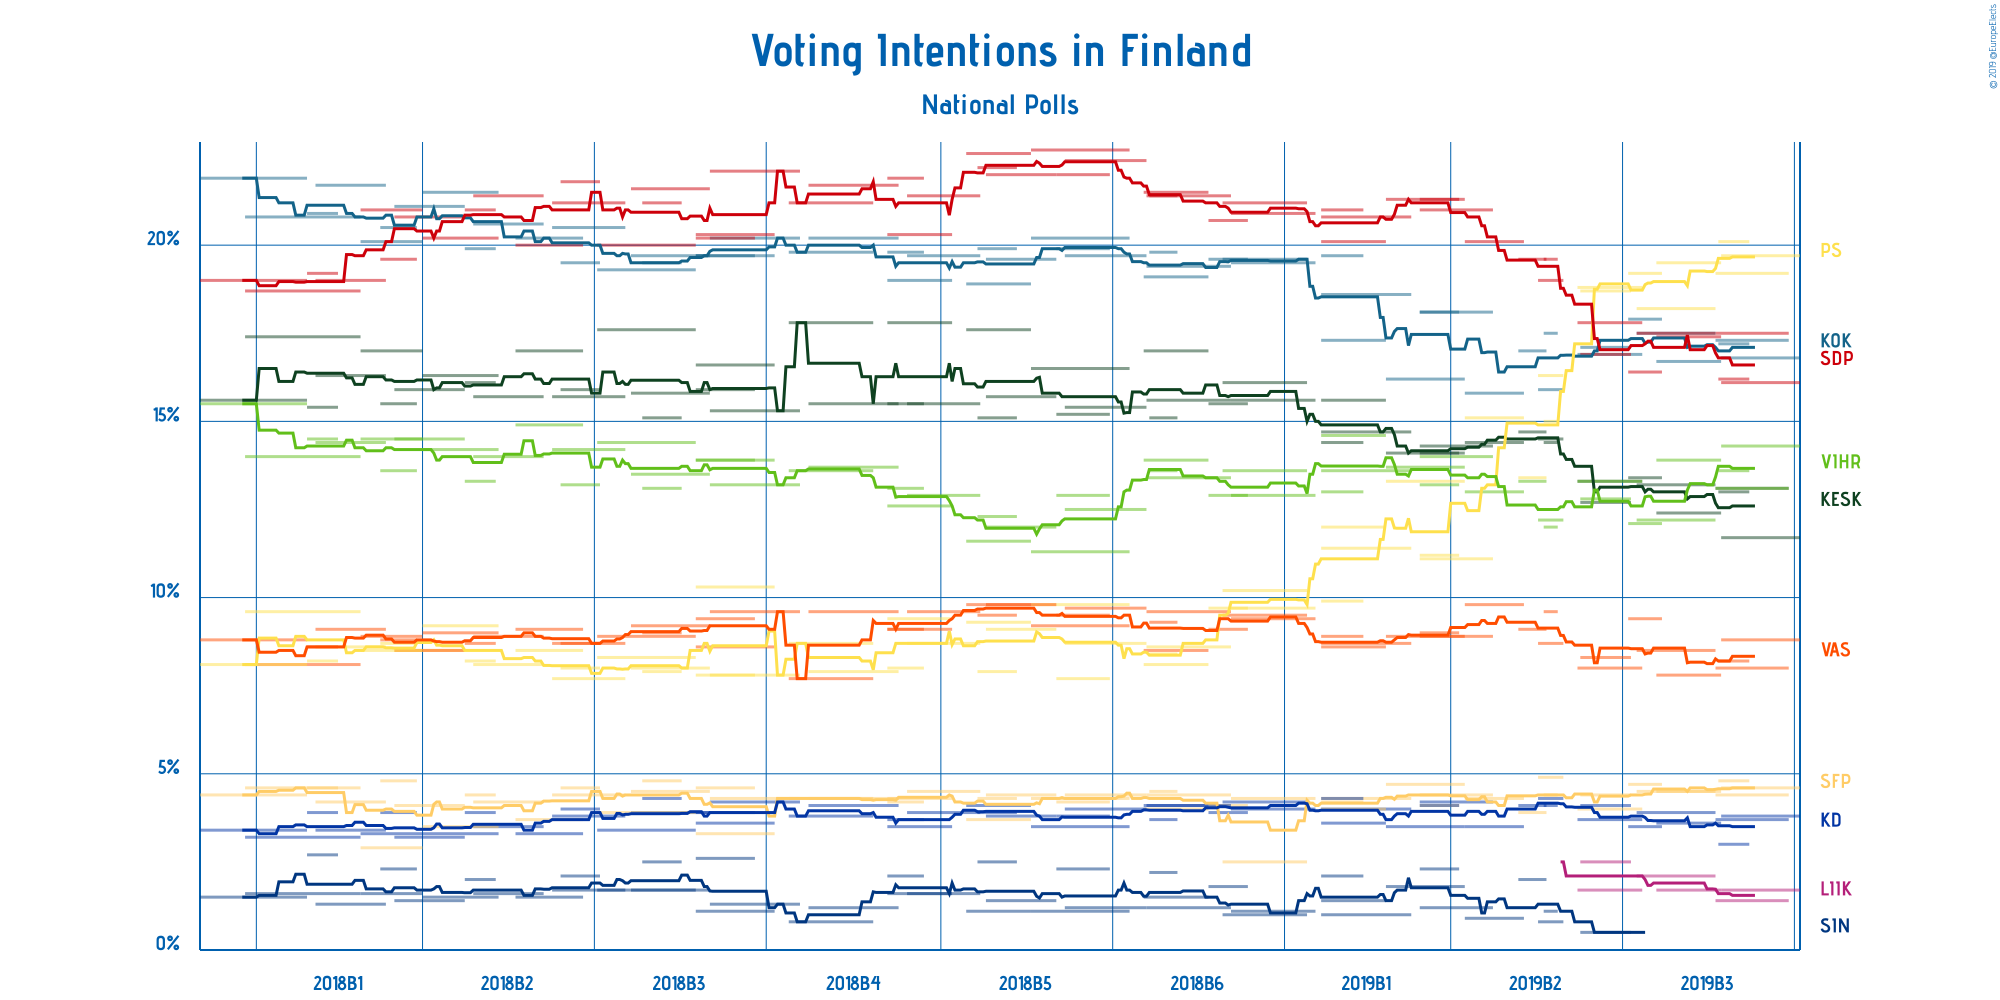 Voting Intentions in Finland
National Polls
© 2019 @EuropeElects
20%
15%
10%
5%
0%
PS
KOK
SDP
VIHR
KESK
VAS
SFP
KD
LIIK
SIN
2018B1 2018B2 2018B3 2018B4 2018B5 2018B6 2019B1 2019B2 2019B3